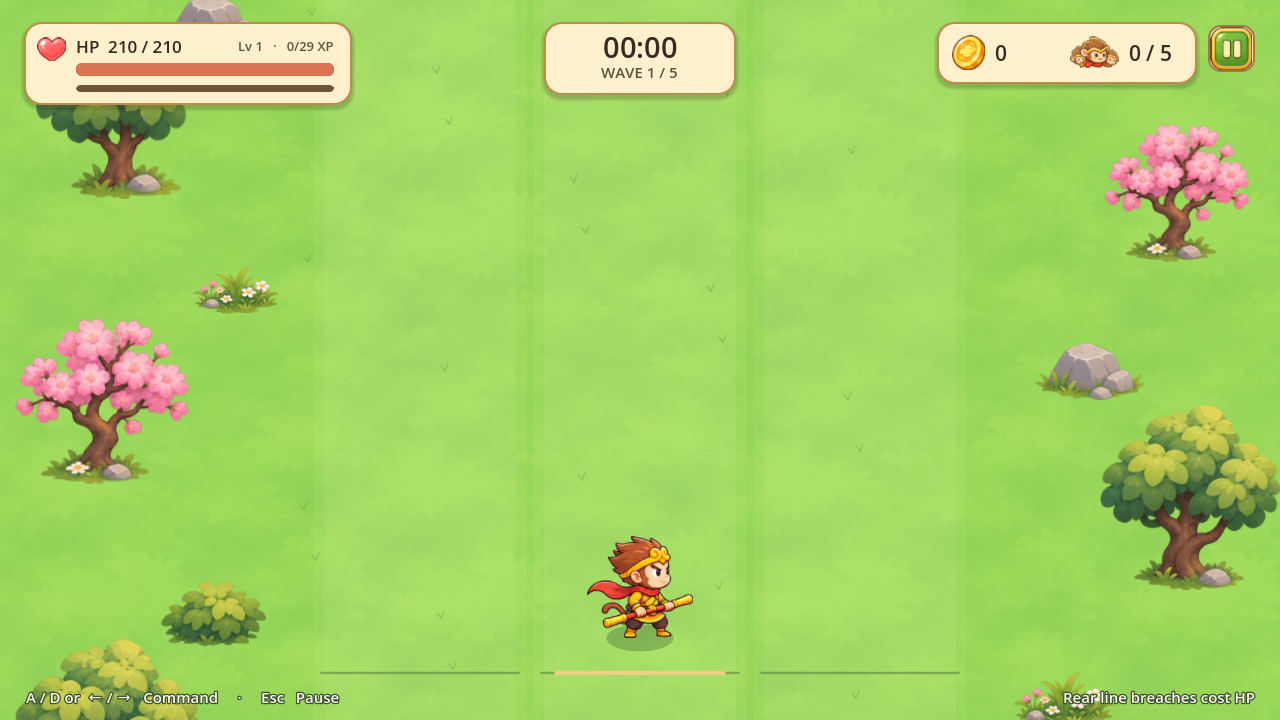 HP 210 / 210 Lv 1 · 0/29 XP
00:00
WAVE 1 / 5
0
0 / 5
A / D or ← / → Command · Esc Pause
Rear line breaches cost HP